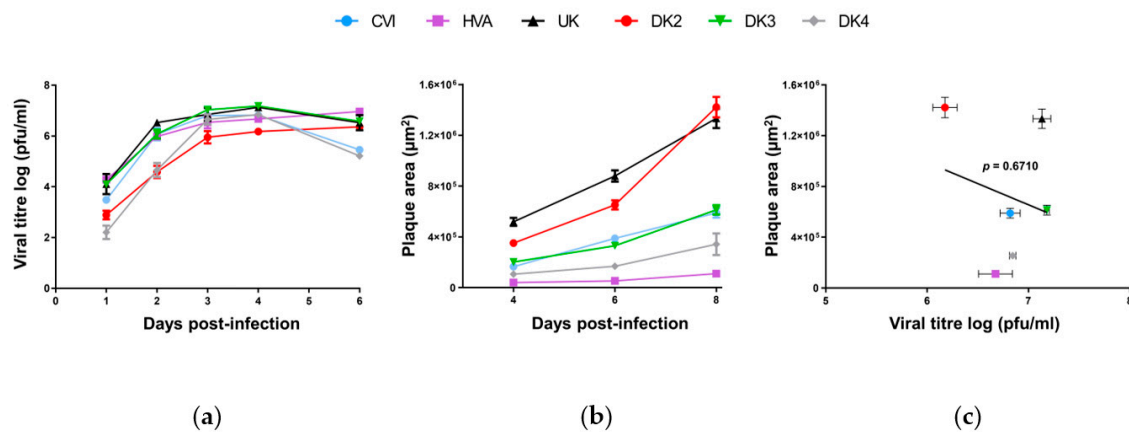 CVI HVA UK DK2 DK3 DK4
Viral titre log (pfu/ml)
8
6
4
2
0
0 1 2 3 4 6
Days post-infection
(a)
Plaque area (µm²)
1.6×10⁶
1.2×10⁶
8×10⁵
4×10⁵
0
4 6 8
Days post-infection
(b)
Plaque area (µm²)
1.6×10⁶
1.2×10⁶
8×10⁵
4×10⁵
0
p = 0.6710
5 6 7 8
Viral titre log (pfu/ml)
(c)